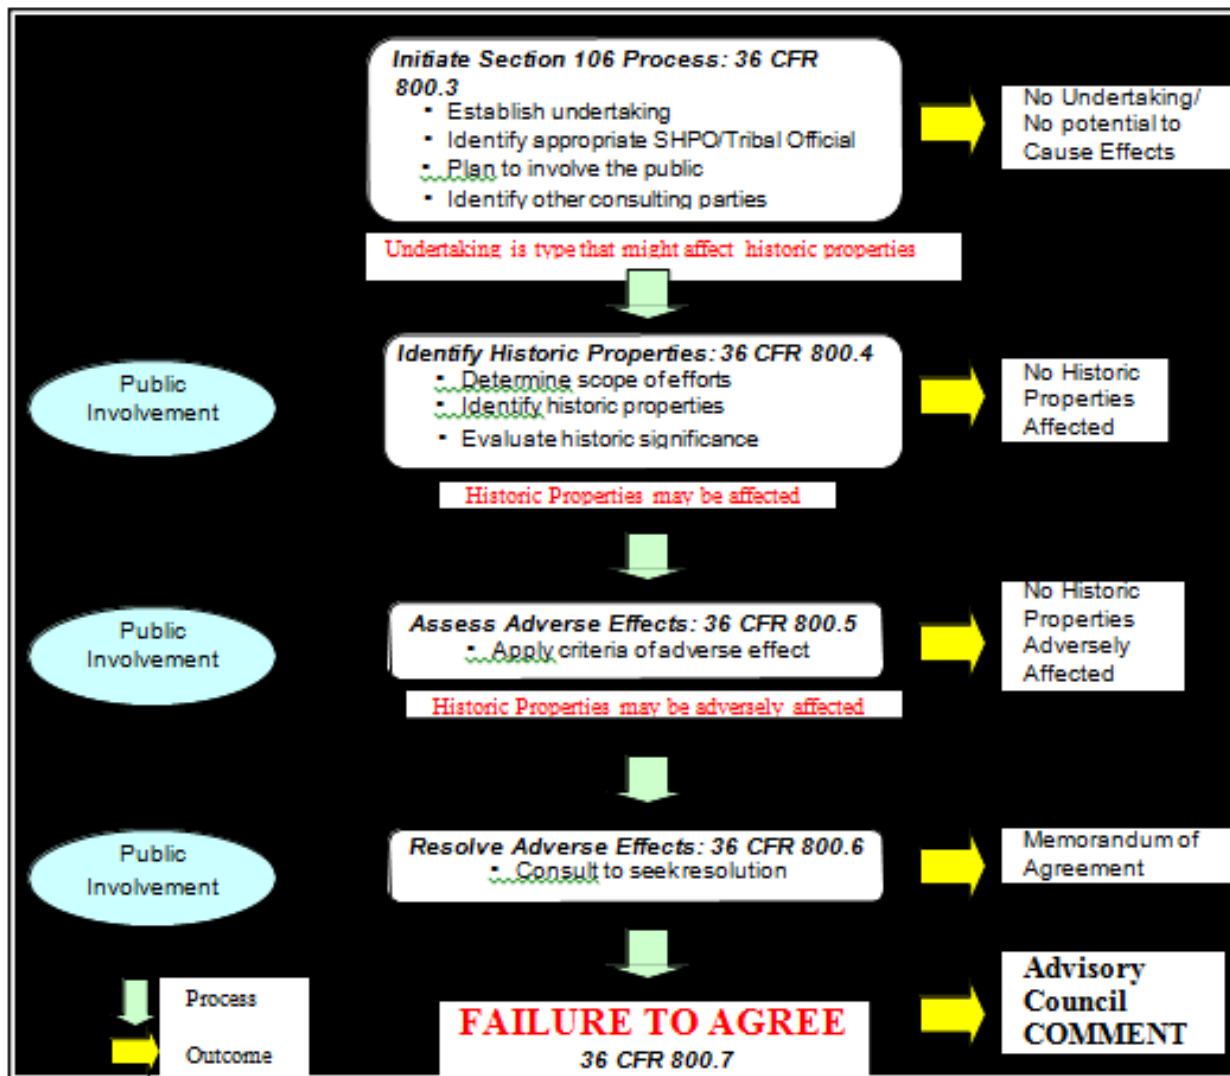 Initiate Section 106 Process: 36 CFR
800.3
▪ Establish undertaking
▪ Identify appropriate SHPO/Tribal Official
▪ Plan to involve the public
▪ Identify other consulting parties
No Undertaking/
No potential to
Cause Effects
Undertaking is type that might affect historic properties
Public
Involvement
Identify Historic Properties: 36 CFR 800.4
▪ Determine scope of efforts
▪ Identify historic properties
▪ Evaluate historic significance
No Historic
Properties
Affected
Historic Properties may be affected
Public
Involvement
Assess Adverse Effects: 36 CFR 800.5
▪ Apply criteria of adverse effect
No Historic
Properties
Adversely
Affected
Historic Properties may be adversely affected
Public
Involvement
Resolve Adverse Effects: 36 CFR 800.6
▪ Consult to seek resolution
Memorandum of
Agreement
Process
Outcome
FAILURE TO AGREE
36 CFR 800.7
Advisory
Council
COMMENT